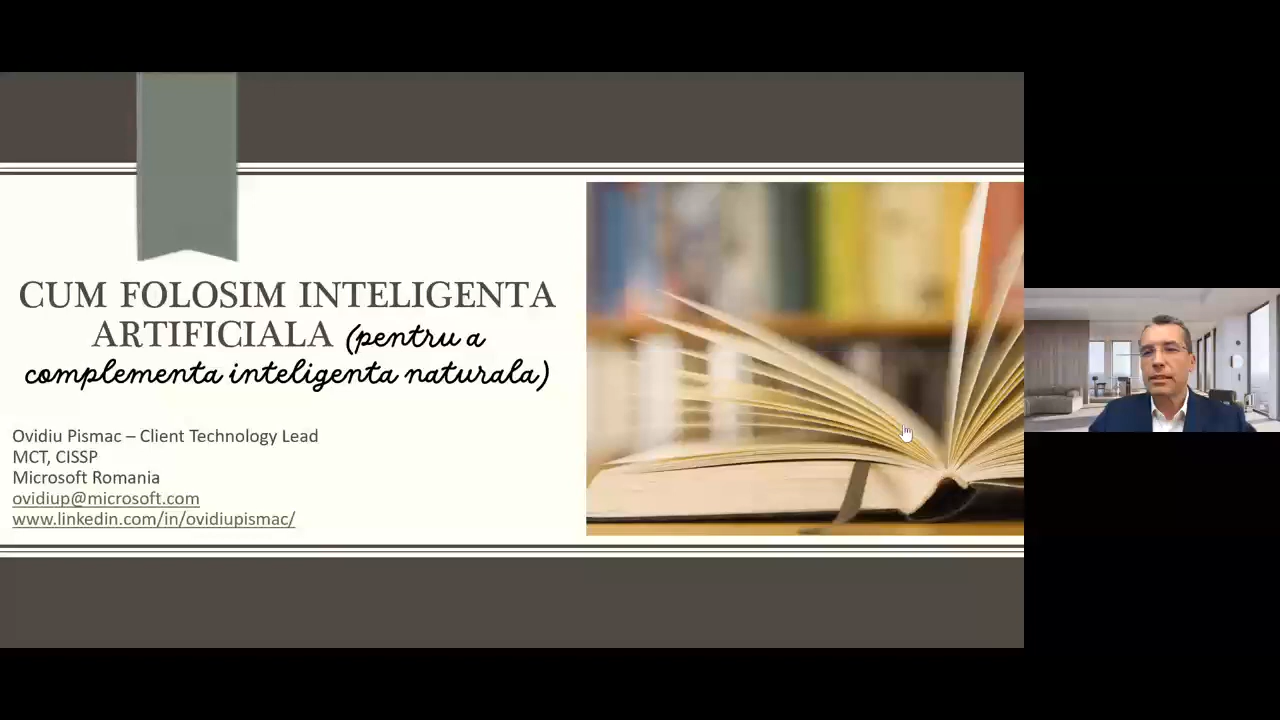 CUM FOLOSIM INTELIGENTA
ARTIFICIALA (pentru a
complementa inteligenta naturala)
Ovidiu Pismac – Client Technology Lead
MCT, CISSP
Microsoft Romania
ovidiup@microsoft.com
www.linkedin.com/in/ovidiupismac/